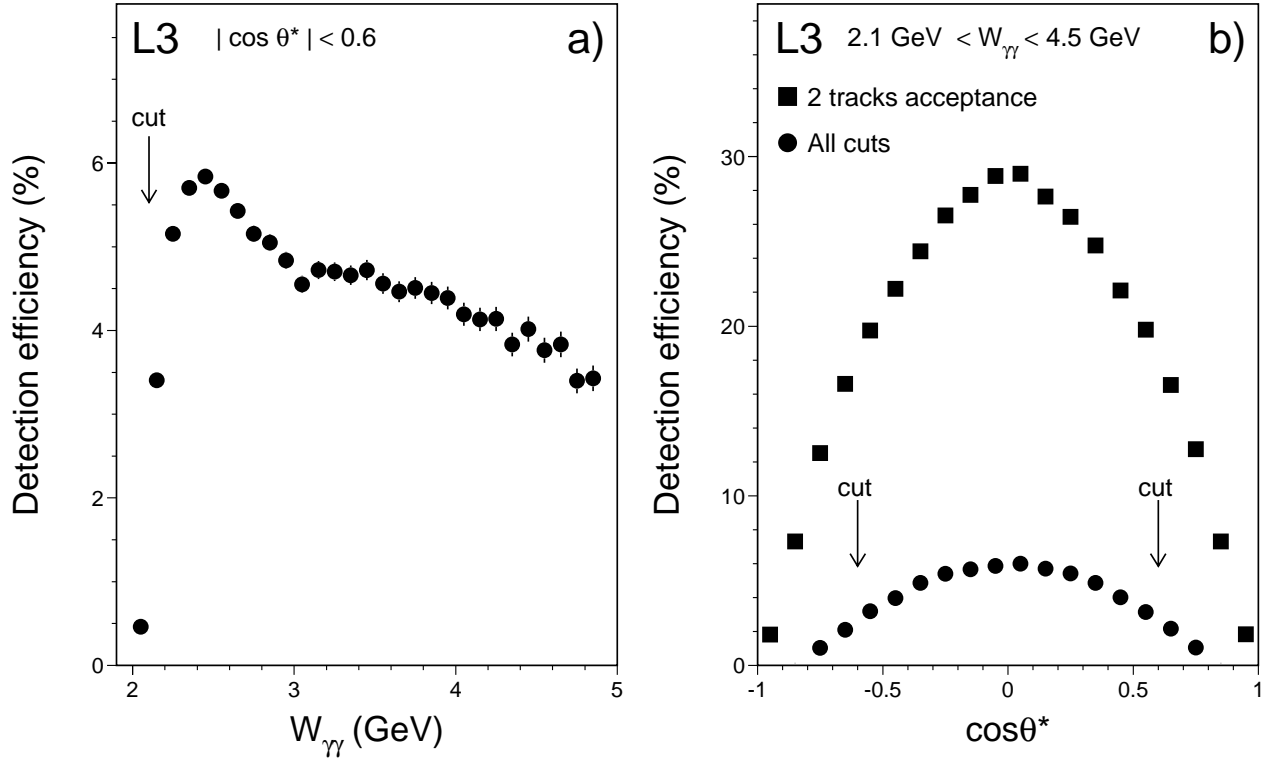 L3
| cos θ* | < 0.6
a)
cut
Detection efficiency (%)
6
4
2
0
2
3
4
5
Wγγ (GeV)
L3
2.1 GeV < Wγγ < 4.5 GeV
b)
2 tracks acceptance
All cuts
Detection efficiency (%)
30
20
10
0
cut
cut
-1
-0.5
0
0.5
1
cosθ*